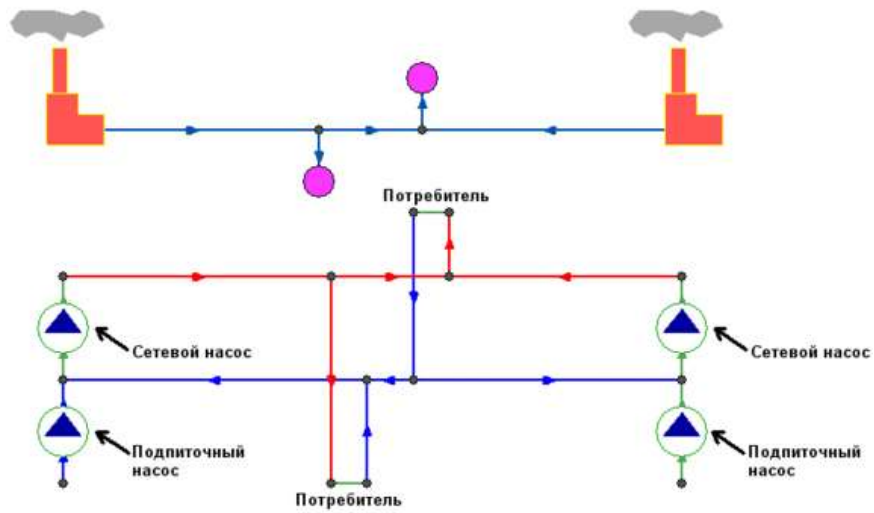 Потребитель
Сетевой насос
Сетевой насос
Подпиточный
насос
Подпиточный
насос
Потребитель